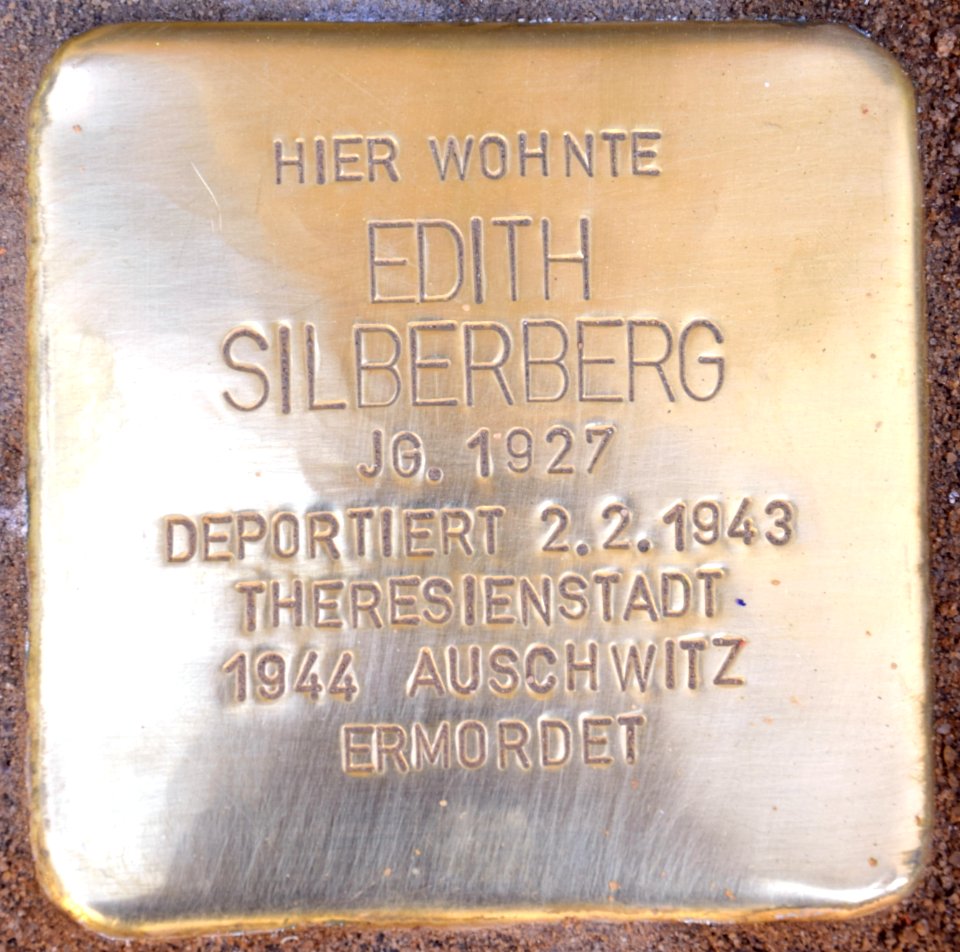 HIER WOHNTE
EDITH
SILBERBERG
JG. 1927
DEPORTIERT 2.2.1943
THERESIENSTADT
1944 AUSCHWITZ
ERMORDET